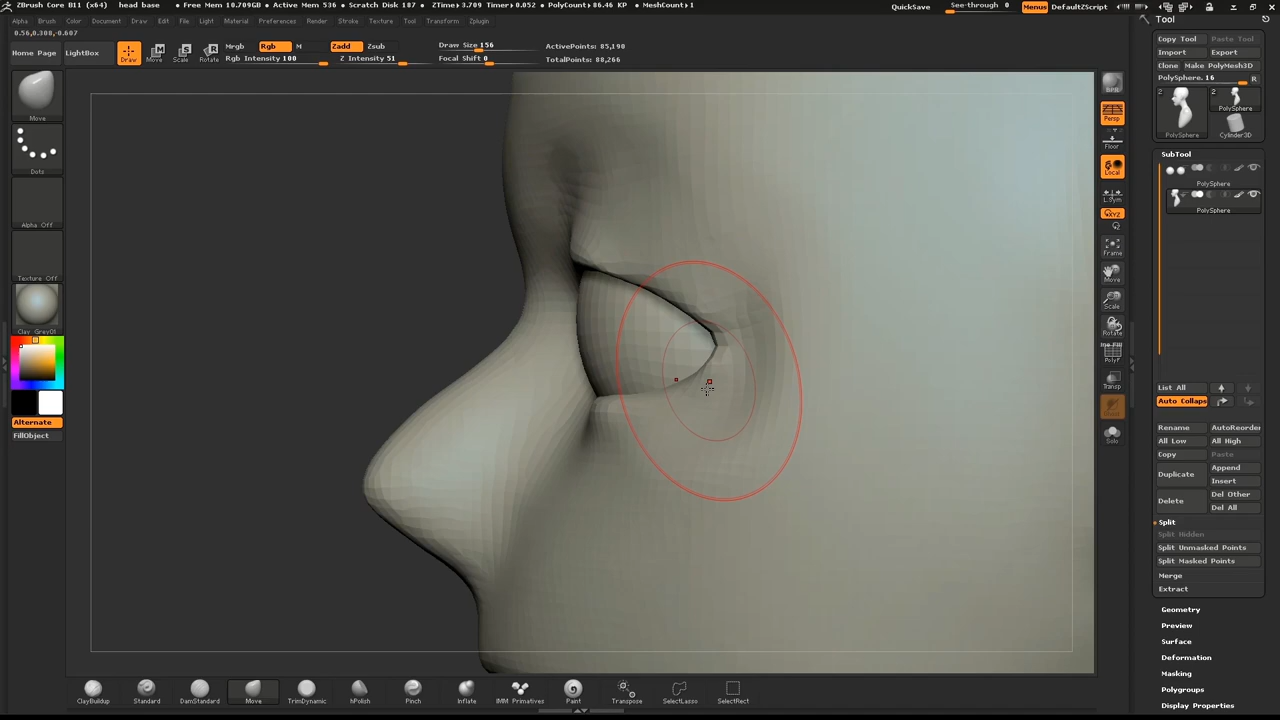 ZBrush Core B11 (x64) head base • Free Mem 10.709GB • Active Mem 536 • Scratch Disk 187 • ZTime▶3.709 Timer▶0.052 • PolyCount▶86.46 KP • MeshCount▶1 QuickSave See-through 0 Menus DefaultZScript
Alpha Brush Color Document Draw Edit File Light Material Preferences Render Stroke Texture Tool Transform Zplugin
Tool
Copy Tool Paste Tool
Import Export
Clone Make PolyMesh3D
PolySphere. 16 R
2 2
PolySphere
PolySphere Cylinder3D
SubTool
PolySphere
PolySphere
List All
Auto Collaps
Rename AutoReorder
All Low All High
Copy Paste
Duplicate Append
Insert
Delete Del Other
Del All
Split
Split Hidden
Split Unmasked Points
Split Masked Points
Merge
Extract
Geometry
Preview
Surface
Deformation
Masking
Polygroups
Display Properties
Home Page LightBox Draw Move Scale Rotate
Mrgb Rgb M Zadd Zsub
Rgb Intensity 100 Z Intensity 51
Draw Size 156
Focal Shift 0
ActivePoints: 85,190
TotalPoints: 88,266
Move
Dots
Alpha Off
Texture Off
Alternate
FillObject
BPR
Persp
Floor
Local
L.Sym
XYZ
Frame
Move
Scale
Rotate
PolyF
Transp
Solo
ClayBuildup Standard DamStandard Move TrimDynamic hPolish Pinch Inflate IMM Primitives Paint Transpose SelectLasso SelectRect